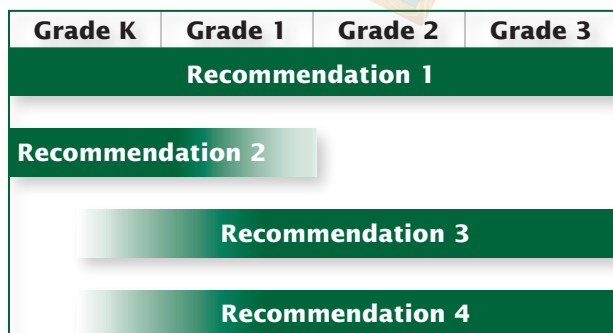 Grade K Grade 1 Grade 2 Grade 3
Recommendation 1
Recommendation 2
Recommendation 3
Recommendation 4